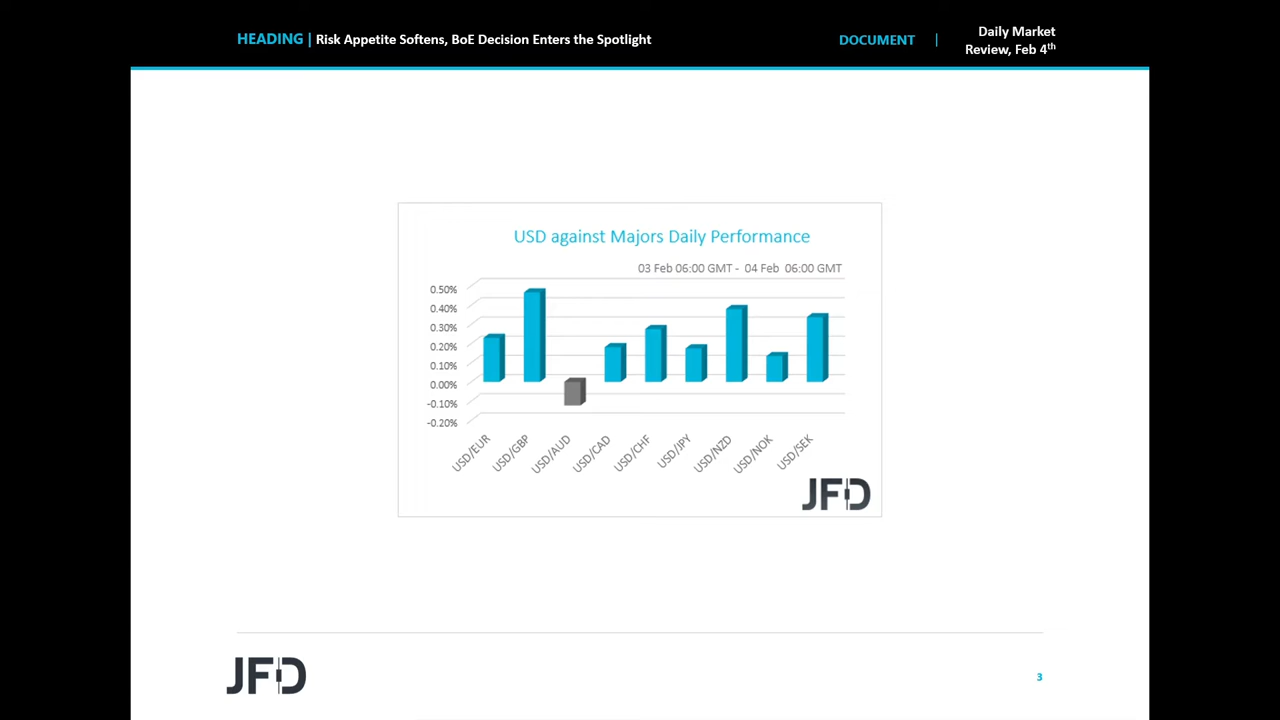 HEADING | Risk Appetite Softens, BoE Decision Enters the Spotlight
DOCUMENT |
Daily Market
Review, Feb 4th
USD against Majors Daily Performance
03 Feb 06:00 GMT - 04 Feb 06:00 GMT
0.50%
0.40%
0.30%
0.20%
0.10%
0.00%
-0.10%
-0.20%
USD/EUR
USD/GBP
USD/AUD
USD/CAD
USD/CHF
USD/JPY
USD/NZD
USD/NOK
USD/SEK
JFD
JFD
3